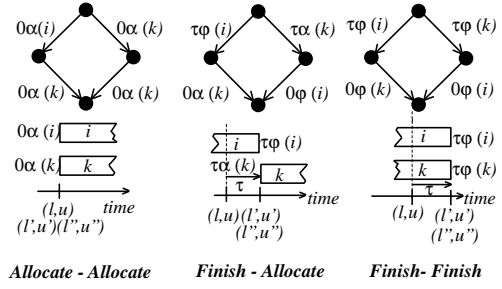 0α(i) 0α (k) τφ (i) τα (k) τφ (i) τφ (k)
0α (k) 0α (k) 0α (k) 0φ (i) 0φ (k) 0φ (i)
0α (i) i i τφ (i) i τφ (i)
0α (k) k τα (k) k k τφ (k)
τ τ
time time time
(l,u) (l,u) (l',u') (l,u) (l',u')
(l',u') (l'',u'') (l'',u'') (l'',u'')
Allocate - Allocate Finish - Allocate Finish- Finish